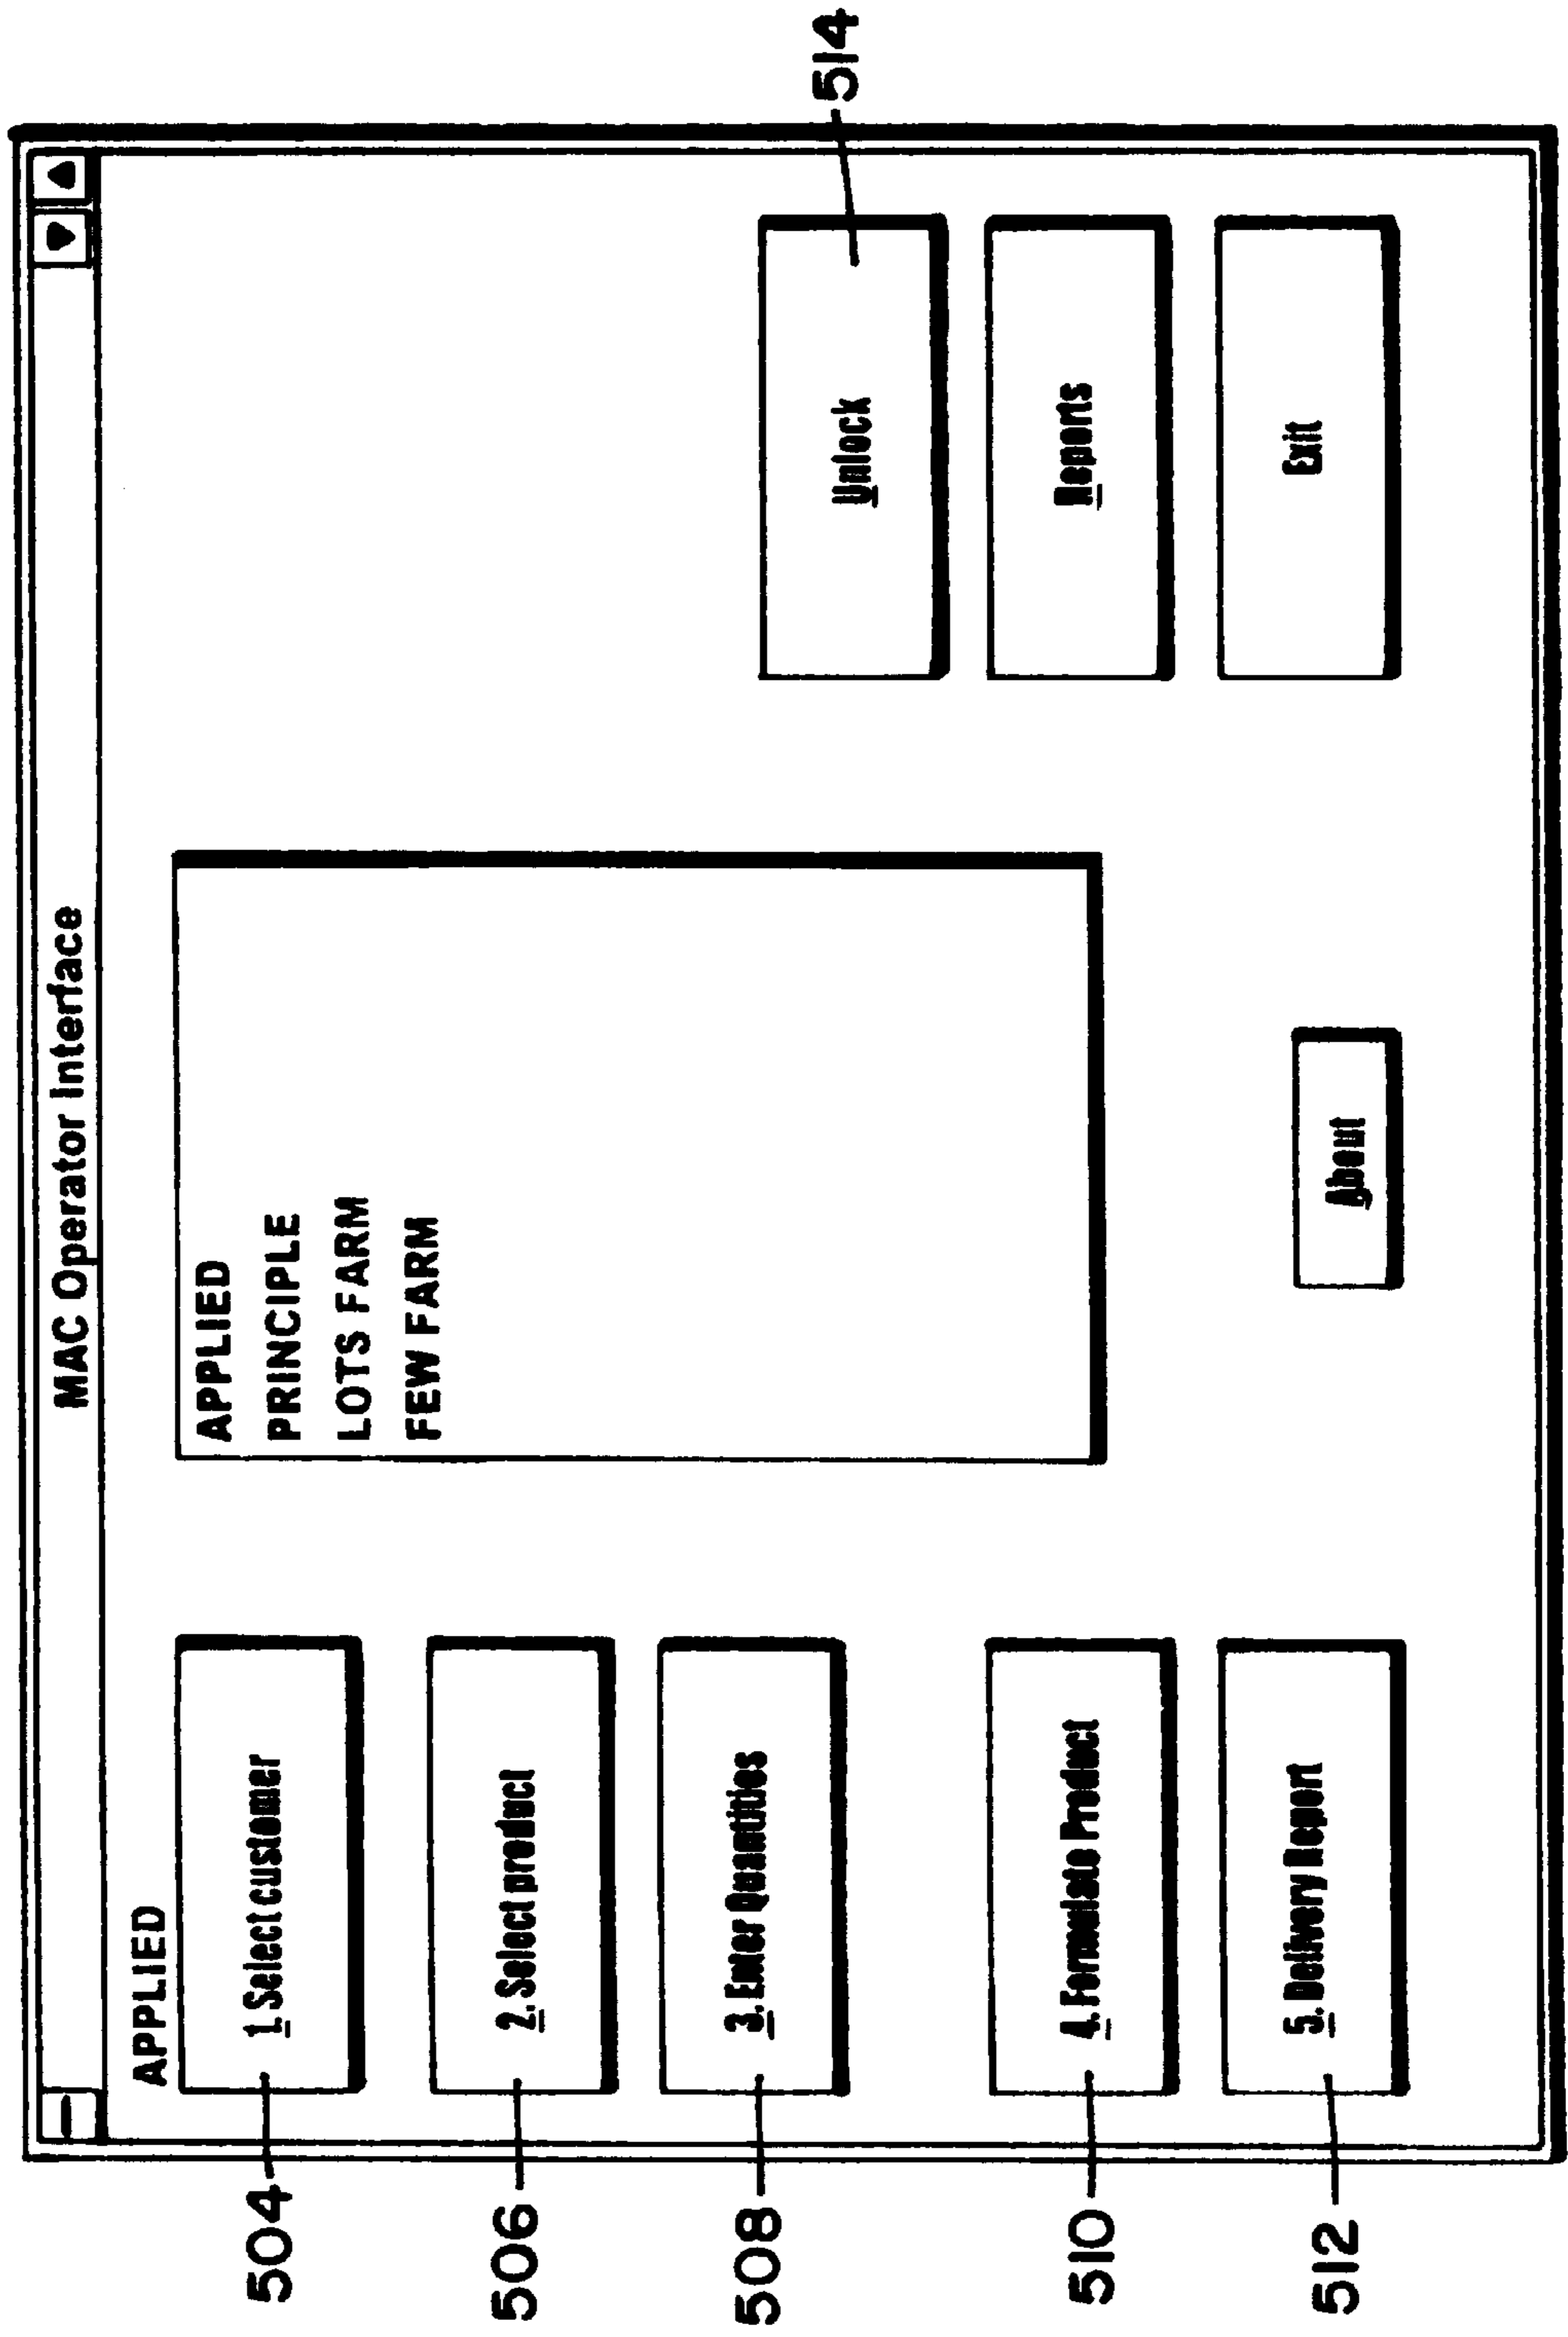 MAC Operator Interface
APPLIED
504
1. Select customer
506
2. Select product
508
3. Enter Quantities
510
4. Formulate Product
512
5. Delivery Report
APPLIED
PRINCIPLE
LOTS FARM
FEW FARM
About
Unlock
514
Reports
Exit